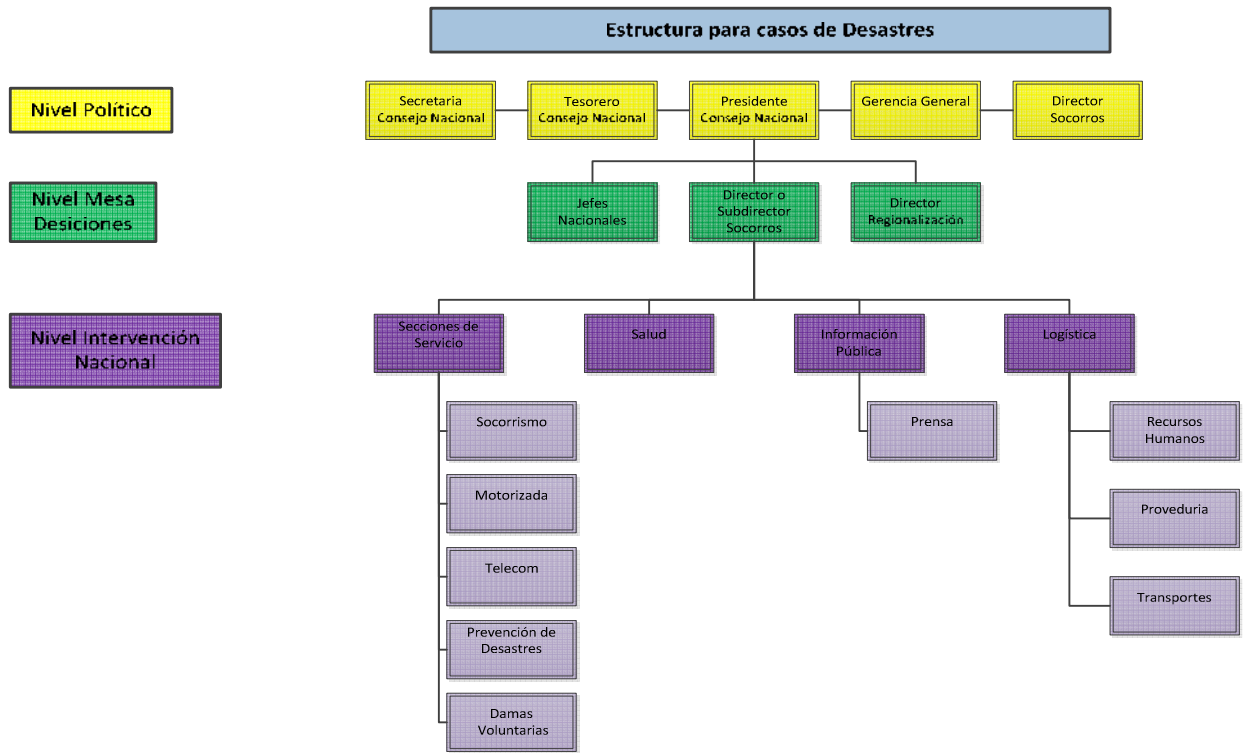 Estructura para casos de Desastres
Nivel Político
Secretaria
Consejo Nacional
Tesorero
Consejo Nacional
Presidente
Consejo Nacional
Gerencia General
Director
Socorros
Nivel Mesa
Desiciones
Jefes
Nacionales
Director o
Subdirector
Socorros
Director
Regionalización
Nivel Intervención
Nacional
Secciones de
Servicio
Salud
Información
Pública
Logística
Socorrismo
Motorizada
Telecom
Prevención de
Desastres
Damas
Voluntarias
Prensa
Recursos
Humanos
Proveduria
Transportes